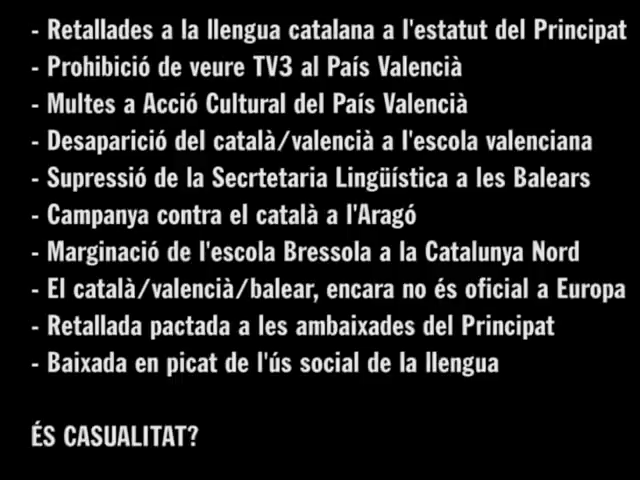 - Retallades a la llengua catalana a l'estatut del Principat
- Prohibició de veure TV3 al País Valencià
- Multes a Acció Cultural del País Valencià
- Desaparició del català/valencià a l'escola valenciana
- Supressió de la Secrtetaria Lingüística a les Balears
- Campanya contra el català a l'Aragó
- Marginació de l'escola Bressola a la Catalunya Nord
- El català/valencià/balear, encara no és oficial a Europa
- Retallada pactada a les ambaixades del Principat
- Baixada en picat de l'ús social de la llengua
ÉS CASUALITAT?